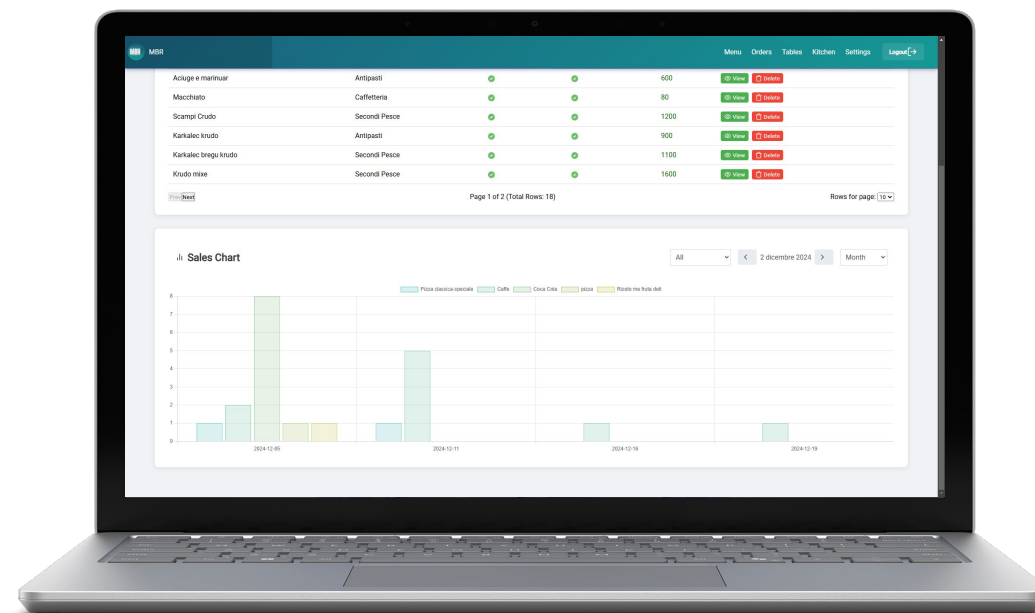 MBR MBR Menu Orders Tables Kitchen Settings Logout
Aciuge e marinuar Antipasti 600 View Delete
Macchiato Caffetteria 80 View Delete
Scampi Crudo Secondi Pesce 1200 View Delete
Karkalec krudo Antipasti 900 View Delete
Karkalec bregu krudo Secondi Pesce 1100 View Delete
Krudo mixe Secondi Pesce 1600 View Delete
Prev Next Page 1 of 2 (Total Rows: 18) Rows for page: 10
Sales Chart All 2 dicembre 2024 Month
Pizza classica speciale Caffe Coca Cola pizza Rizoto me fruta deti
8
7
6
5
4
3
2
1
0
2024-12-05 2024-12-11 2024-12-16 2024-12-19